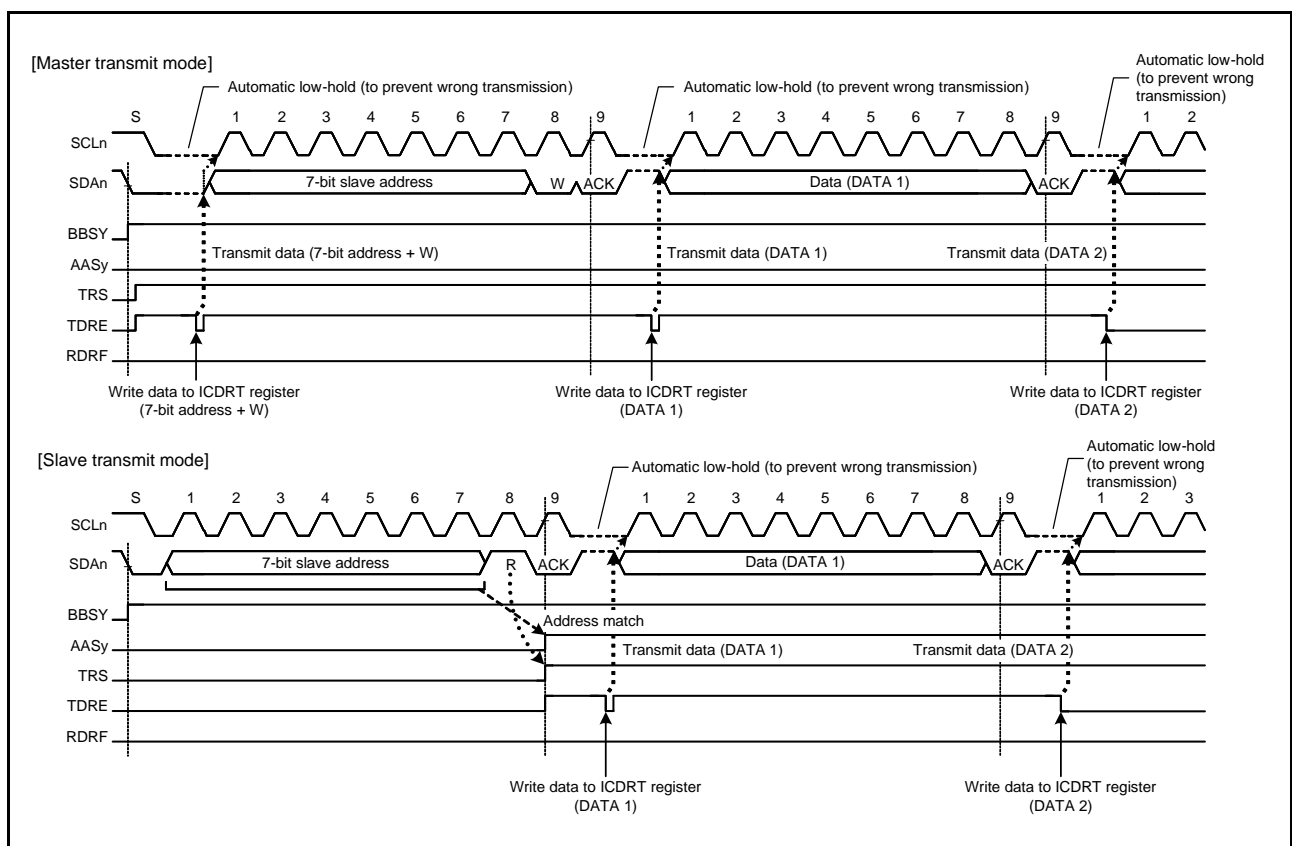 [Master transmit mode]
Automatic low-hold (to prevent wrong transmission)
Automatic low-hold (to prevent wrong transmission)
Automatic low-hold
(to prevent wrong
transmission)
S 1 2 3 4 5 6 7 8 9 1 2 3 4 5 6 7 8 9 1 2
SCLn
SDAn 7-bit slave address W ACK Data (DATA 1) ACK
BBSY
Transmit data (7-bit address + W) Transmit data (DATA 1) Transmit data (DATA 2)
AASy
TRS
TDRE
RDRF
Write data to ICDRT register
(7-bit address + W)
Write data to ICDRT register
(DATA 1)
Write data to ICDRT register
(DATA 2)
[Slave transmit mode]
Automatic low-hold (to prevent wrong transmission)
Automatic low-hold
(to prevent wrong
transmission)
S 1 2 3 4 5 6 7 8 9 1 2 3 4 5 6 7 8 9 1 2 3
SCLn
SDAn 7-bit slave address R ACK Data (DATA 1) ACK
BBSY
Address match
AASy
Transmit data (DATA 1) Transmit data (DATA 2)
TRS
TDRE
RDRF
Write data to ICDRT register
(DATA 1)
Write data to ICDRT register
(DATA 2)